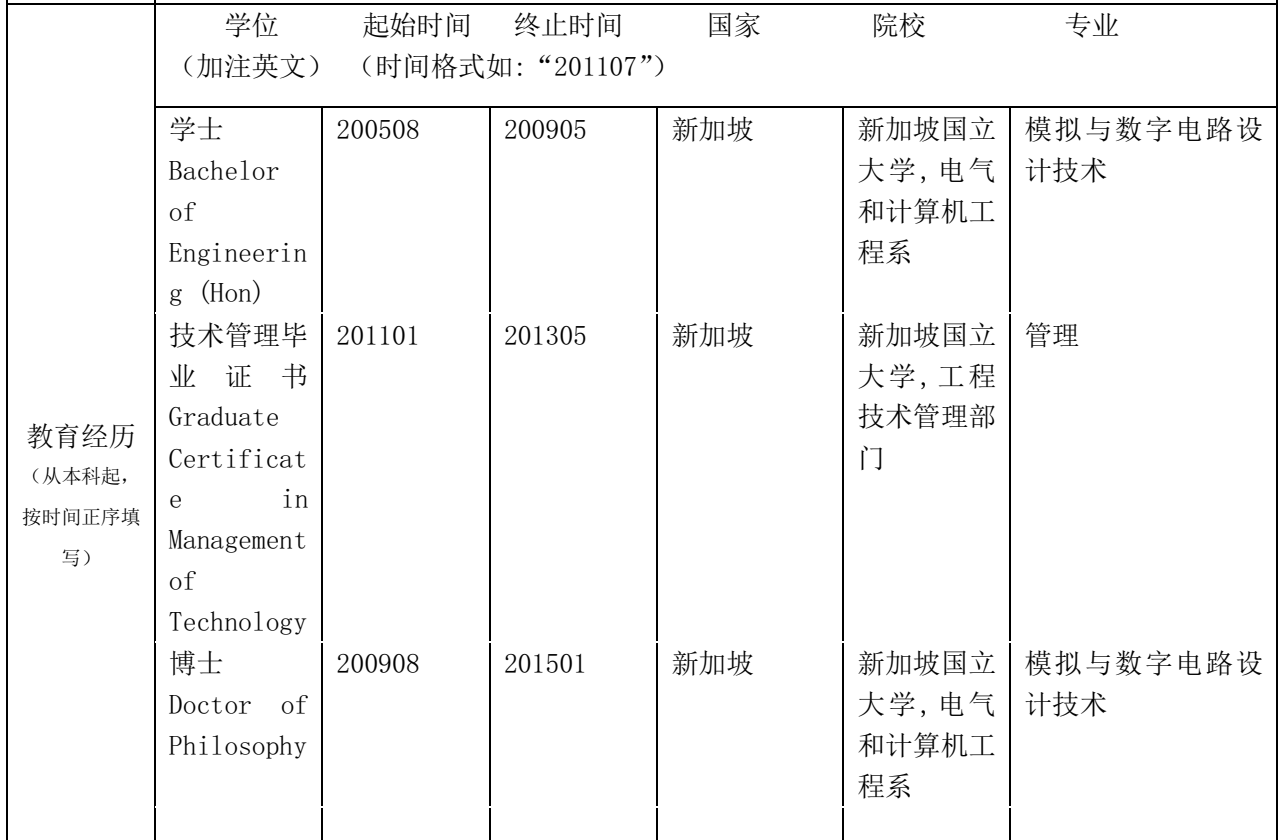 学位 起始时间 终止时间 国家 院校 专业
（加注英文） （时间格式如:“201107”）
教育经历
（从本科起，
按时间正序填
写）
学士
Bachelor
of
Engineerin
g (Hon)
200508
200905
新加坡
新加坡国立
大学,电气
和计算机工
程系
模拟与数字电路设
计技术
技术管理毕
业 证 书
Graduate
Certificat
e in
Management
of
Technology
201101
201305
新加坡
新加坡国立
大学,工程
技术管理部
门
管理
博士
Doctor of
Philosophy
200908
201501
新加坡
新加坡国立
大学,电气
和计算机工
程系
模拟与数字电路设
计技术